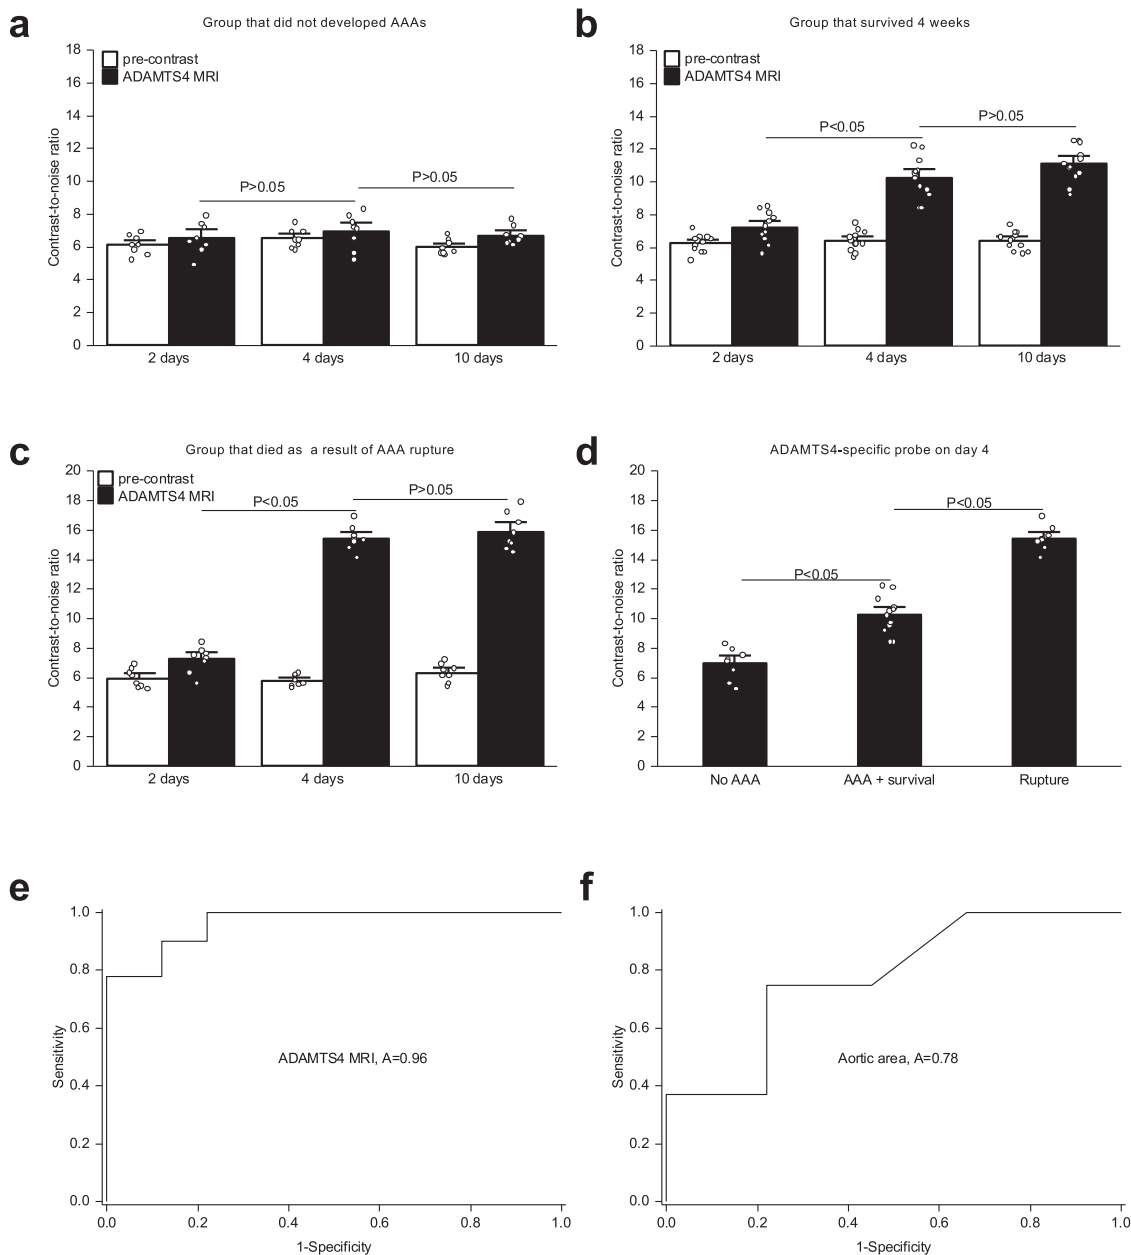 a
Group that did not developed AAAs
pre-contrast
ADAMTS4 MRI
Contrast-to-noise ratio
18
16
14
12
10
8
6
4
2
0
P>0.05
P>0.05
2 days
4 days
10 days
b
Group that survived 4 weeks
pre-contrast
ADAMTS4 MRI
Contrast-to-noise ratio
18
16
14
12
10
8
6
4
2
0
P<0.05
P>0.05
2 days
4 days
10 days
c
Group that died as a result of AAA rupture
pre-contrast
ADAMTS4 MRI
Contrast-to-noise ratio
20
18
16
14
12
10
8
6
4
2
0
P<0.05
P>0.05
2 days
4 days
10 days
d
ADAMTS4-specific probe on day 4
Contrast-to-noise ratio
20
18
16
14
12
10
8
6
4
2
0
P<0.05
P<0.05
No AAA
AAA + survival
Rupture
e
Sensitivity
1.0
0.8
0.6
0.4
0.2
0.0
ADAMTS4 MRI, A=0.96
0.0
0.2
0.4
0.6
0.8
1.0
1-Specificity
f
Sensitivity
1.0
0.8
0.6
0.4
0.2
0.0
Aortic area, A=0.78
0.0
0.2
0.4
0.6
0.8
1.0
1-Specificity